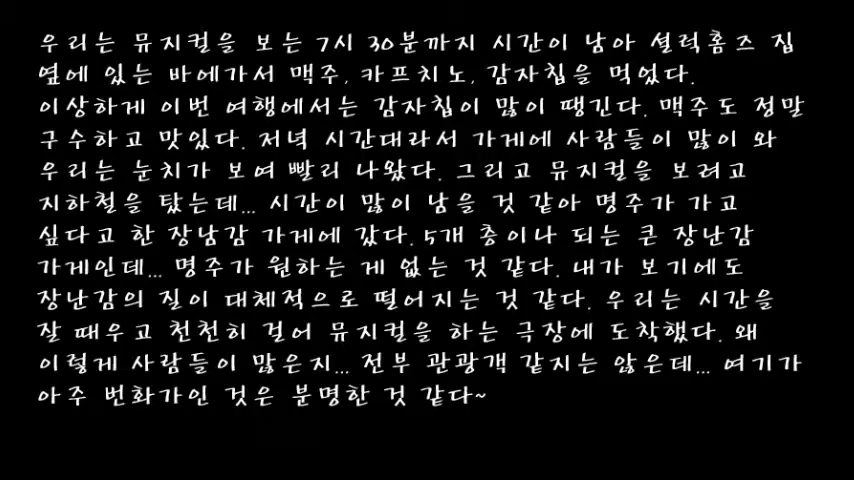 우리는 뮤지컬을 보는 7시 30분까지 시간이 남아 셜럭홈즈 집
옆에 있는 바에가서 맥주, 카프치노, 감자칩을 먹었다.
이상하게 이번 여행에서는 감자칩이 많이 땡긴다. 맥주도 정말
구수하고 맛있다. 저녁 시간대라서 가게에 사람들이 많이 와
우리는 눈치가 보여 빨리 나왔다. 그리고 뮤지컬을 보려고
지하철을 탔는데... 시간이 많이 남을 것 같아 명주가 가고
싶다고 한 장남감 가게에 갔다. 5개 층이나 되는 큰 장난감
가게인데... 명주가 원하는 게 없는 것 같다. 내가 보기에도
장난감의 질이 대체적으로 떨어지는 것 같다. 우리는 시간을
잘 때우고 천천히 걸어 뮤지컬을 하는 극장에 도착했다. 왜
이렇게 사람들이 많은지... 전부 관광객 같지는 않은데... 여기가
아주 번화가인 것은 분명한 것 같다~